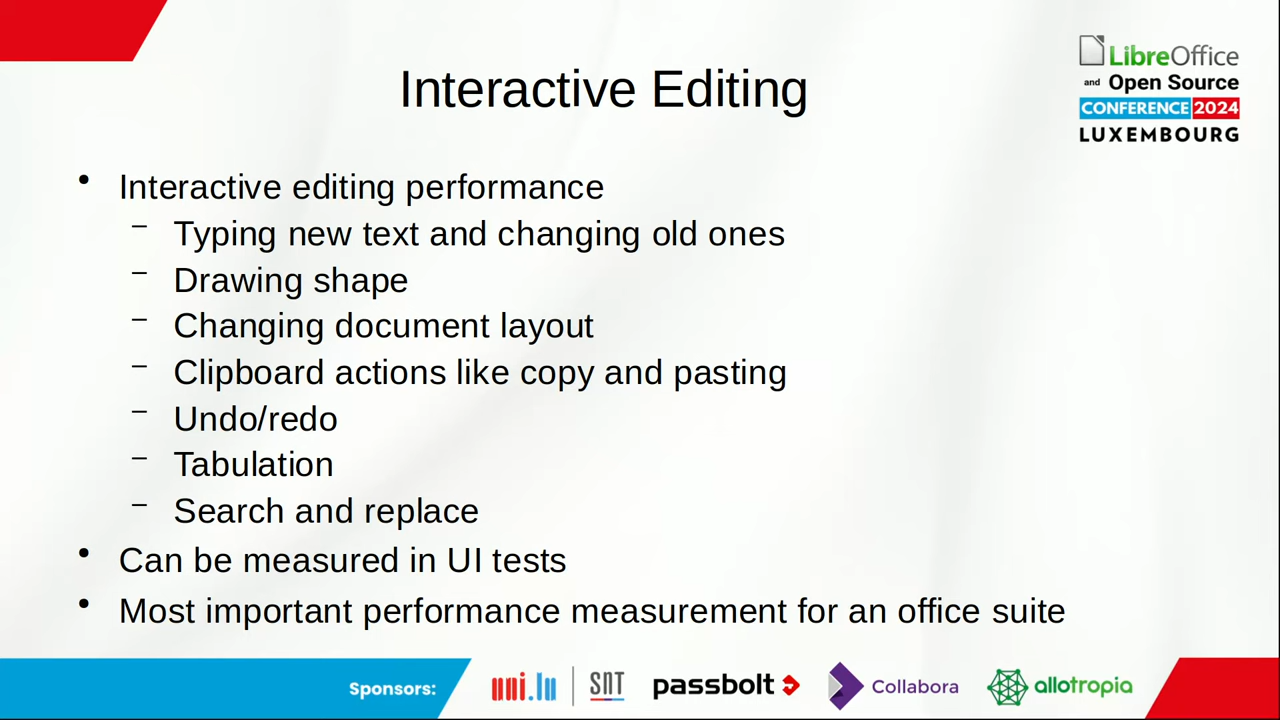 LibreOffice
and Open Source
CONFERENCE 2024
LUXEMBOURG
Interactive Editing
• Interactive editing performance
– Typing new text and changing old ones
– Drawing shape
– Changing document layout
– Clipboard actions like copy and pasting
– Undo/redo
– Tabulation
– Search and replace
• Can be measured in UI tests
• Most important performance measurement for an office suite
Sponsors: uni.lu SNT passbolt Collabora allotropia